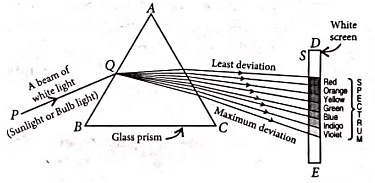 A
White
screen
D
S
Least deviation
A beam of
white light
Q
Red
Orange
Yellow
Green
Blue
Indigo
Violet
SPECTRUM
P
(Sunlight or Bulb light)
Maximum deviation
B
C
Glass prism
E